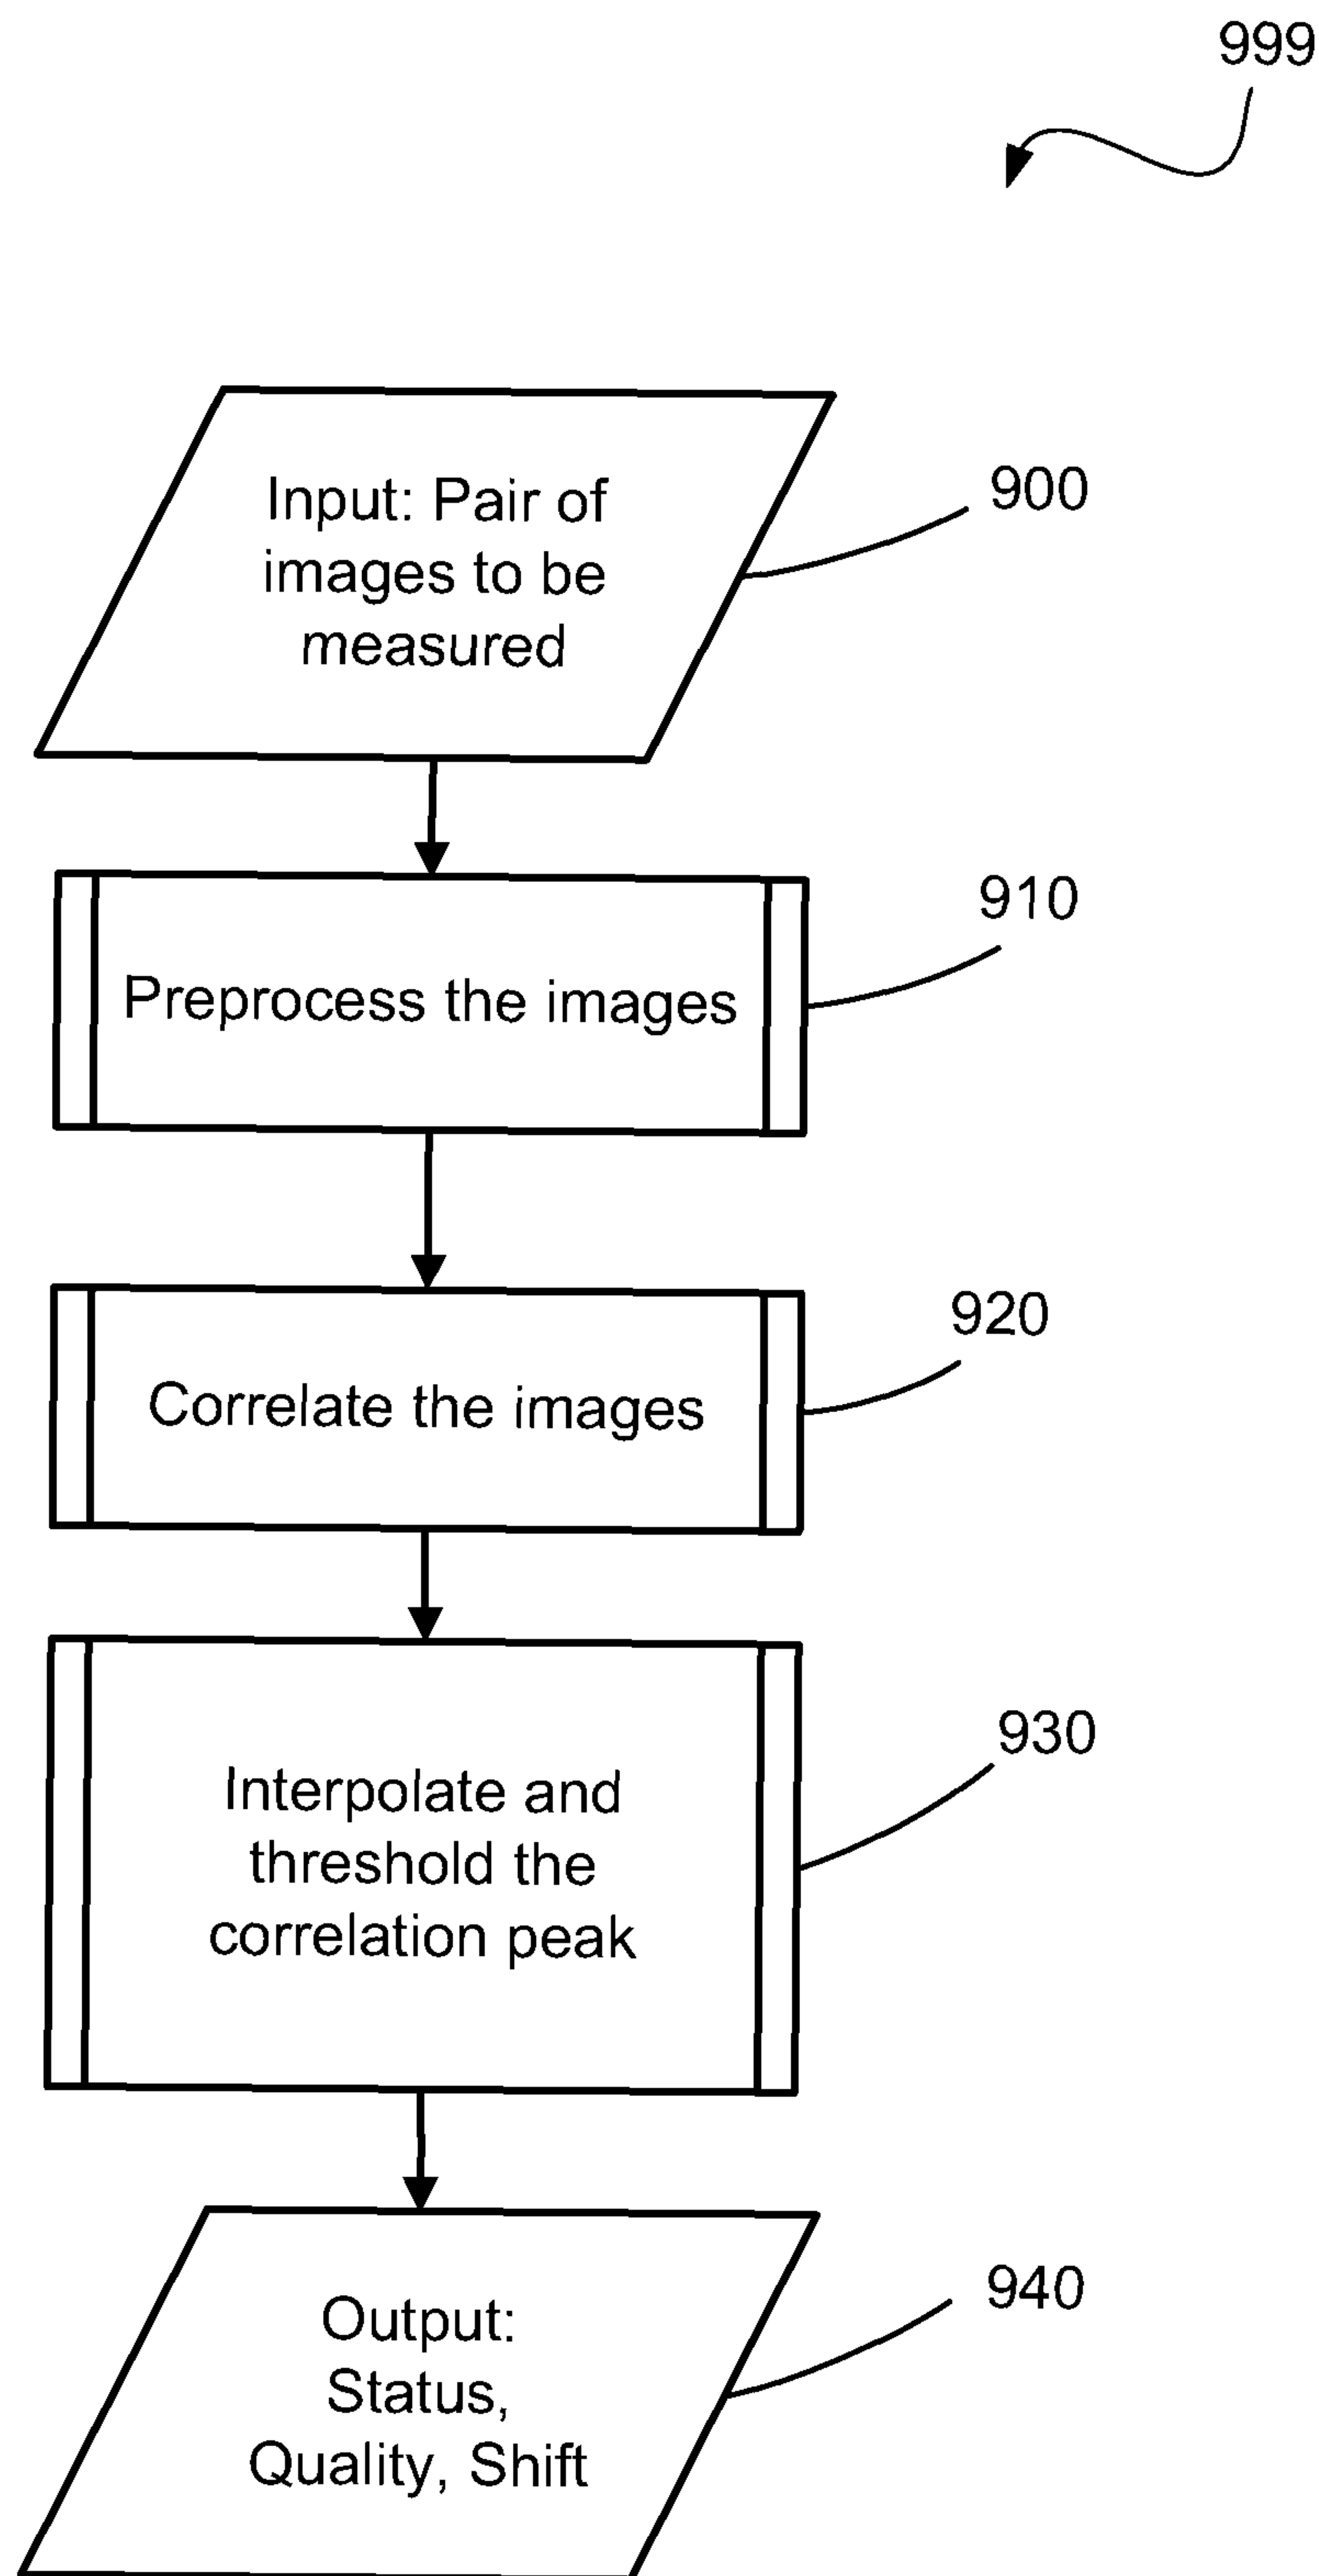 999
Input: Pair of
images to be
measured
900
Preprocess the images
910
Correlate the images
920
Interpolate and
threshold the
correlation peak
930
Output:
Status,
Quality, Shift
940